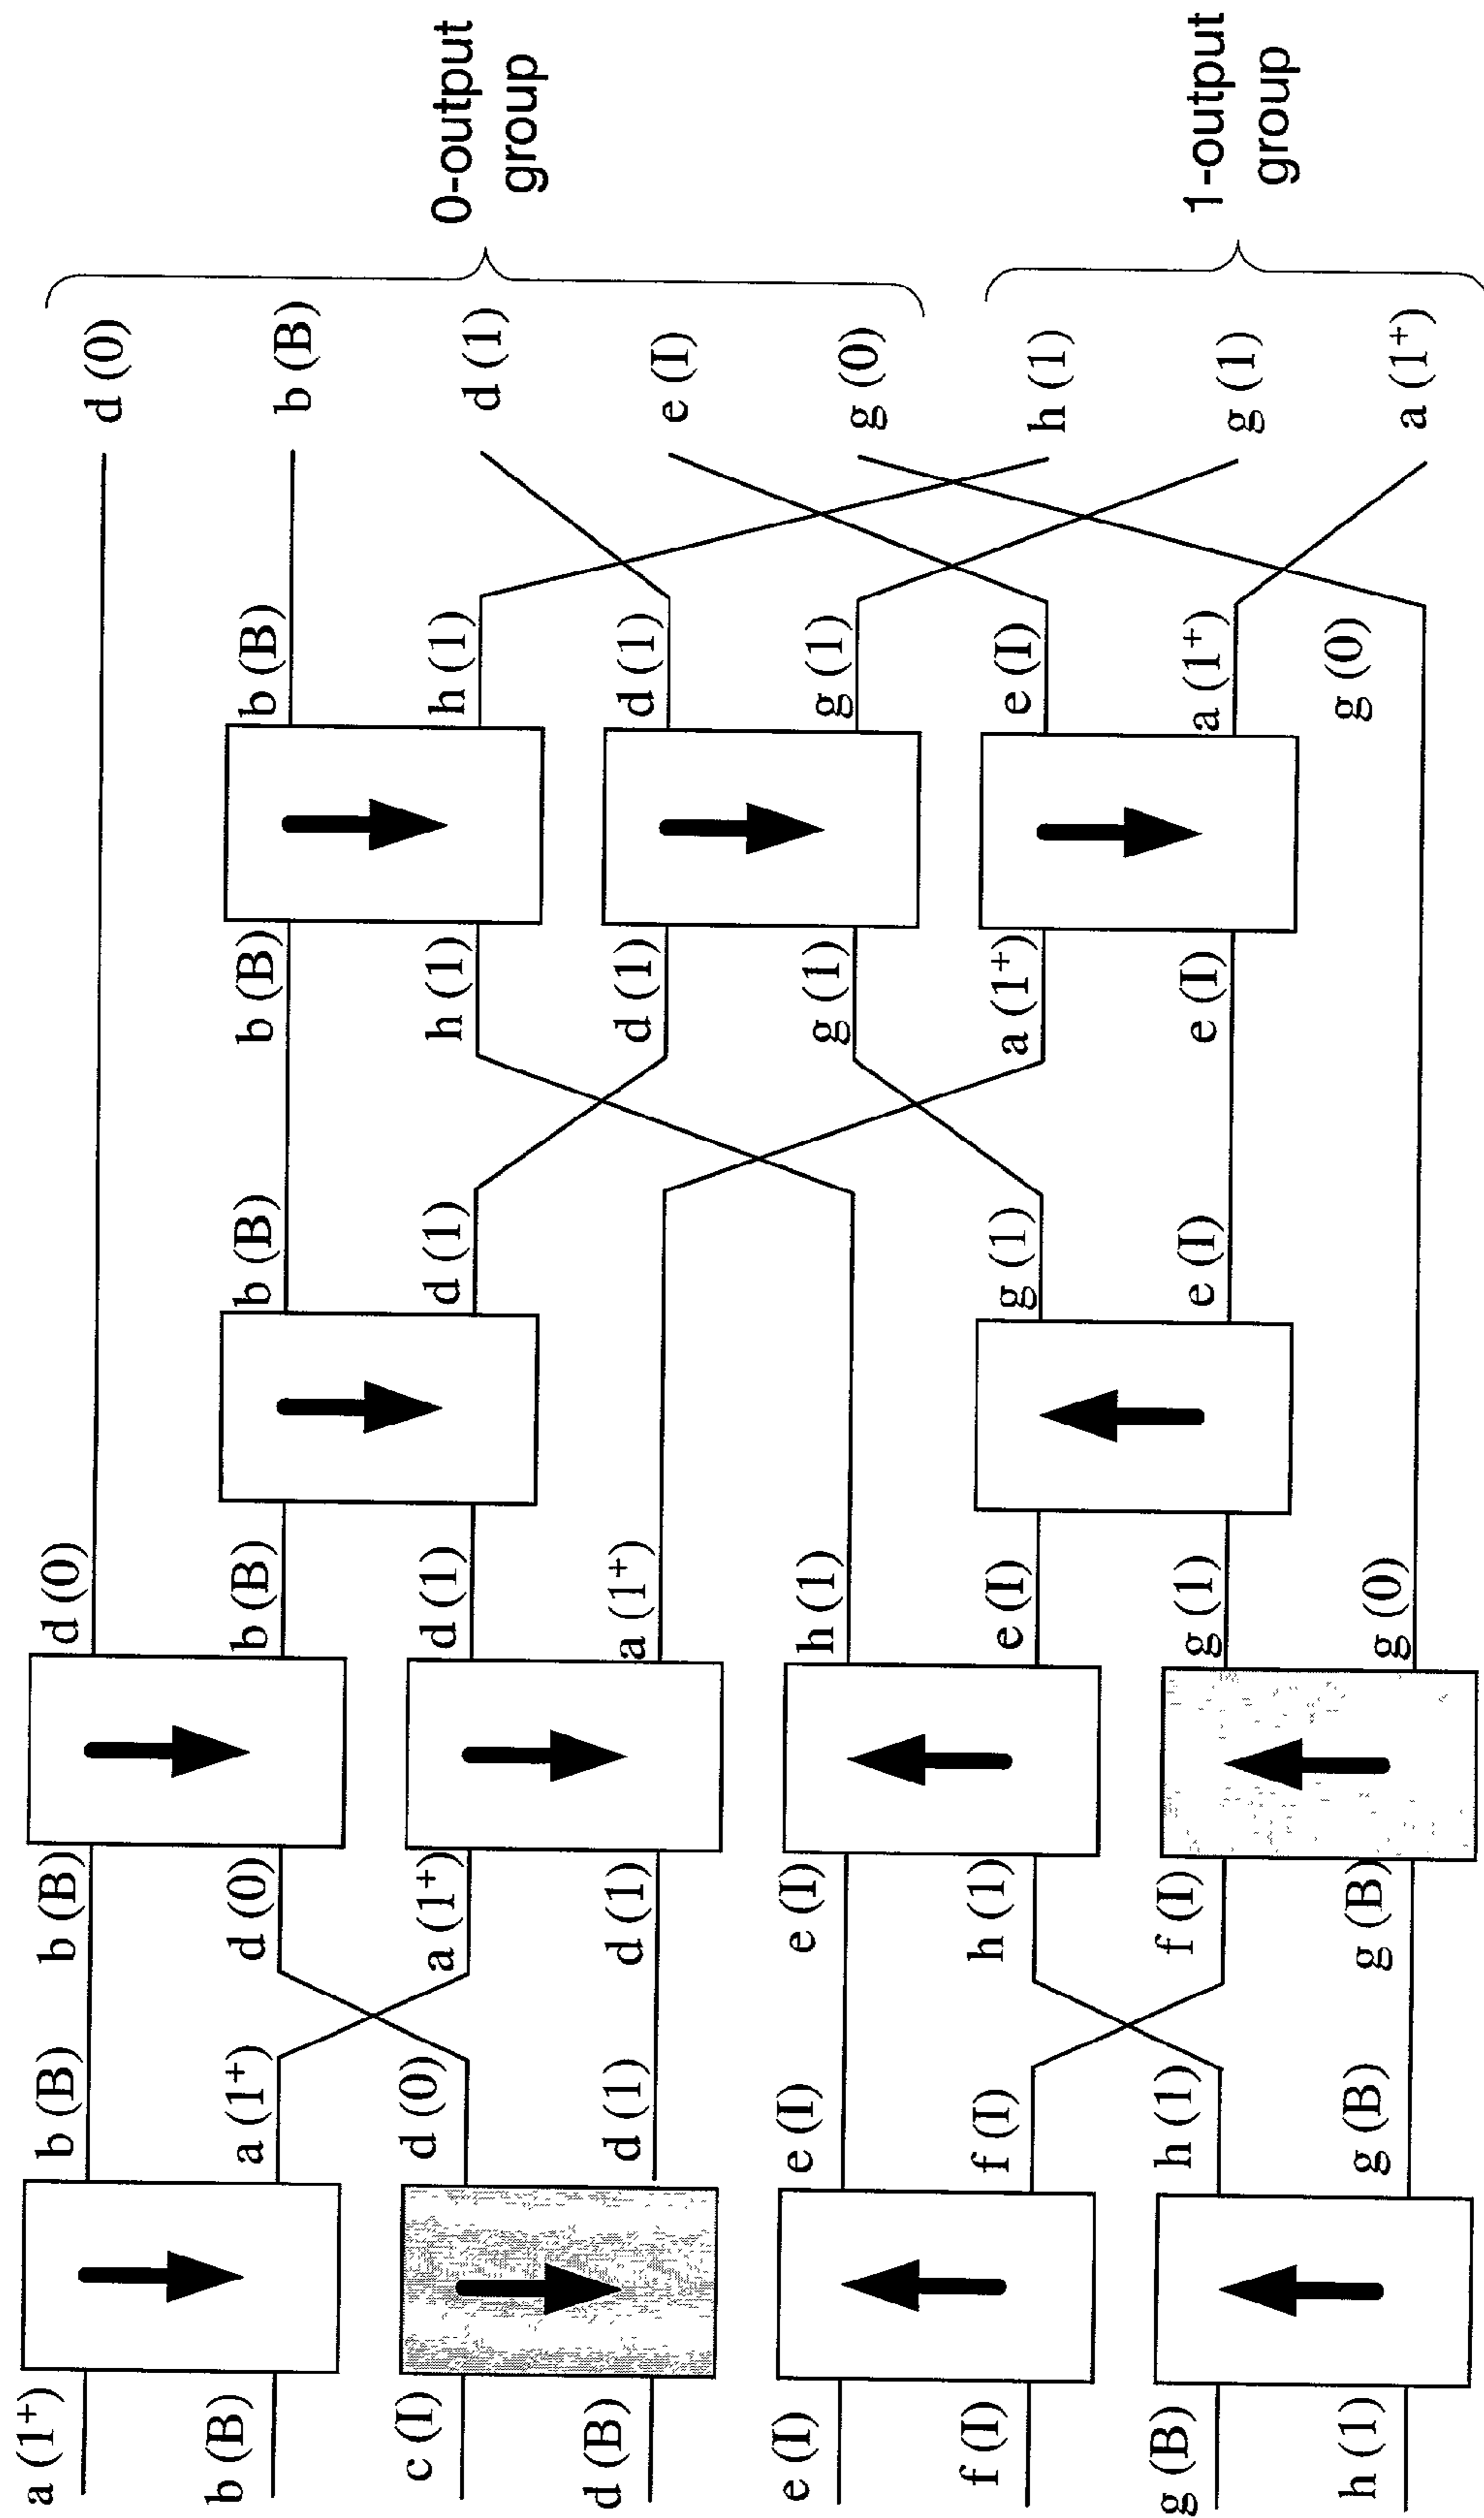 a (1⁺)
b (B)
c (I)
d (B)
e (I)
f (I)
g (B)
h (1)
b (B)
a (1⁺)
d (0)
d (1)
e (I)
f (I)
h (1)
g (B)
b (B)
d (0)
a (1⁺)
d (1)
e (I)
h (1)
f (I)
g (B)
d (0)
b (B)
d (1)
a (1⁺)
h (1)
e (I)
g (1)
g (0)
b (B)
d (1)
g (1)
e (I)
b (B)
h (1)
d (1)
g (1)
a (1⁺)
e (I)
b (B)
h (1)
d (1)
g (1)
e (I)
a (1⁺)
g (0)
d (0)
b (B)
d (1)
e (I)
g (0)
h (1)
g (1)
a (1⁺)
0-output
group
1-output
group